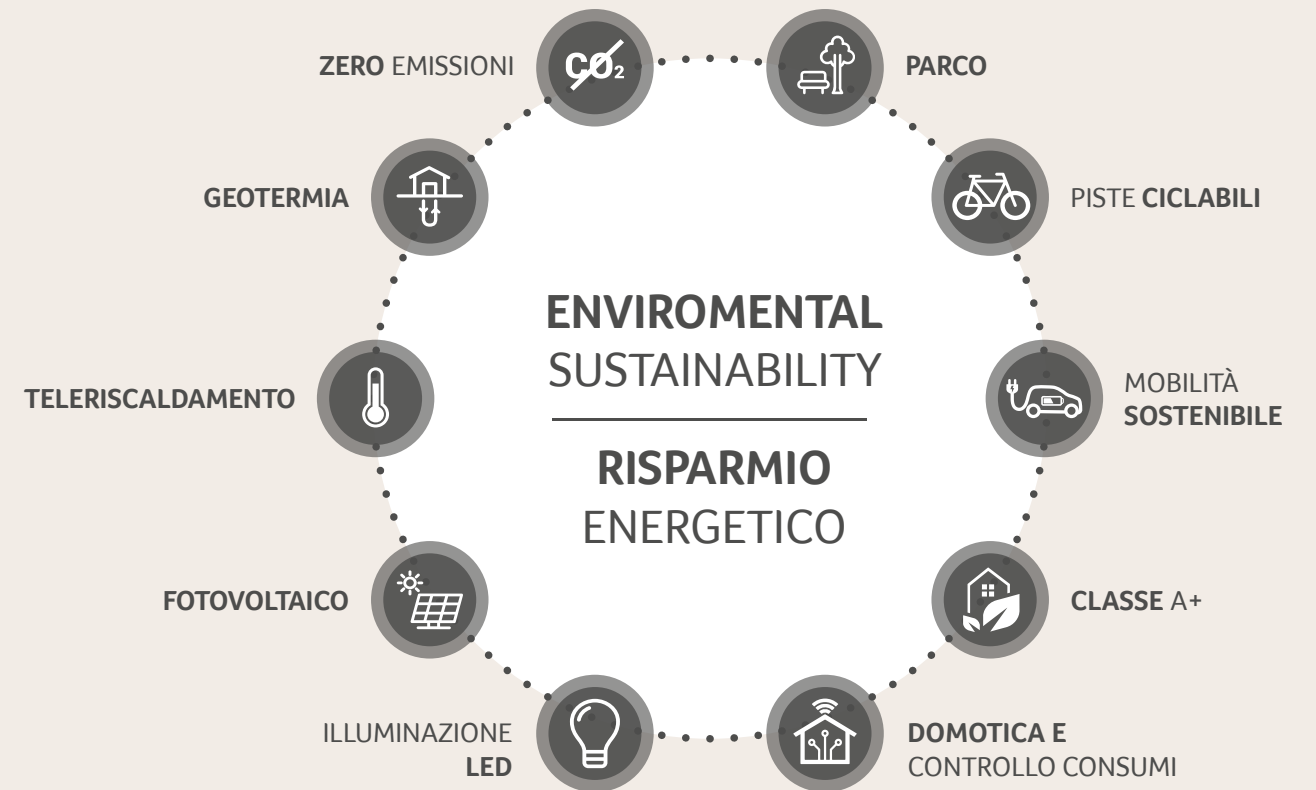 ZERO EMISSIONI
CO₂
PARCO
GEOTERMIA
PISTE CICLABILI
ENVIROMENTAL
SUSTAINABILITY
RISPARMIO
ENERGETICO
TELERISCALDAMENTO
MOBILITÀ
SOSTENIBILE
FOTOVOLTAICO
CLASSE A+
ILLUMINAZIONE
LED
DOMOTICA E
CONTROLLO CONSUMI